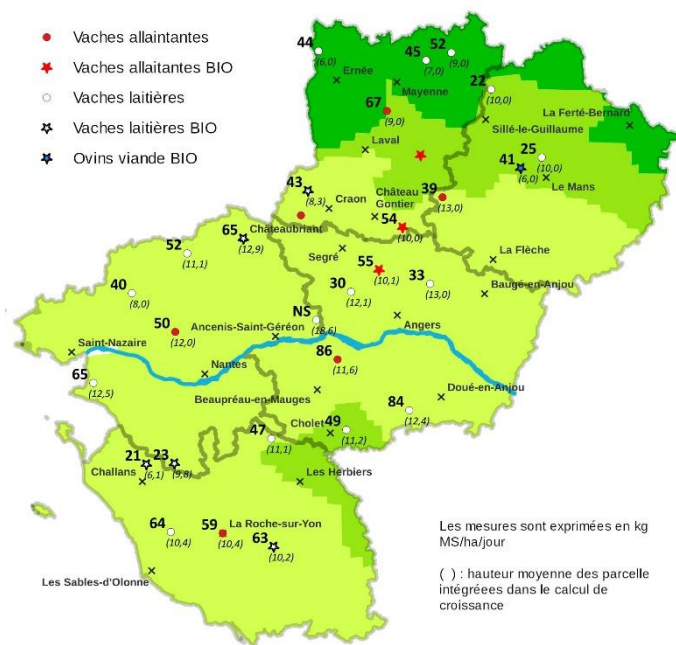 Vaches allaintantes
Vaches allaitantes BIO
Vaches laitières
Vaches laitières BIO
Ovins viande BIO
44
(6,0)
45
(7,0)
52
(9,0)
Ernée
Mayenne
22
(10,0)
67
(9,0)
La Ferté-Bernard
Sillé-le-Guillaume
Laval
25
(10,0)
41
(6,0)
Le Mans
43
(8,3)
Craon
Château
Gontier
39
(13,0)
54
(10,0)
65
Châteaubriant
(12,9)
52
(11,1)
Segré
La Flèche
55
(10,1)
33
(13,0)
30
(12,1)
Baugé-en-Anjou
40
(8,0)
NS
(18,6)
Angers
50
(12,0)
Ancenis-Saint-Géréon
Saint-Nazaire
86
(11,6)
Nantes
65
(12,5)
Beaupréau-en-Mauges
Doué-en-Anjou
84
(12,4)
Cholet
49
(11,2)
47
(11,1)
21
(6,1)
23
(9,8)
Challans
Les Herbiers
64
(10,4)
59
(10,4)
La Roche-sur-Yon
63
(10,2)
Les Sables-d'Olonne
Les mesures sont exprimées en kg
MS/ha/jour
( ) : hauteur moyenne des parcelle
intégréees dans le calcul de
croissance